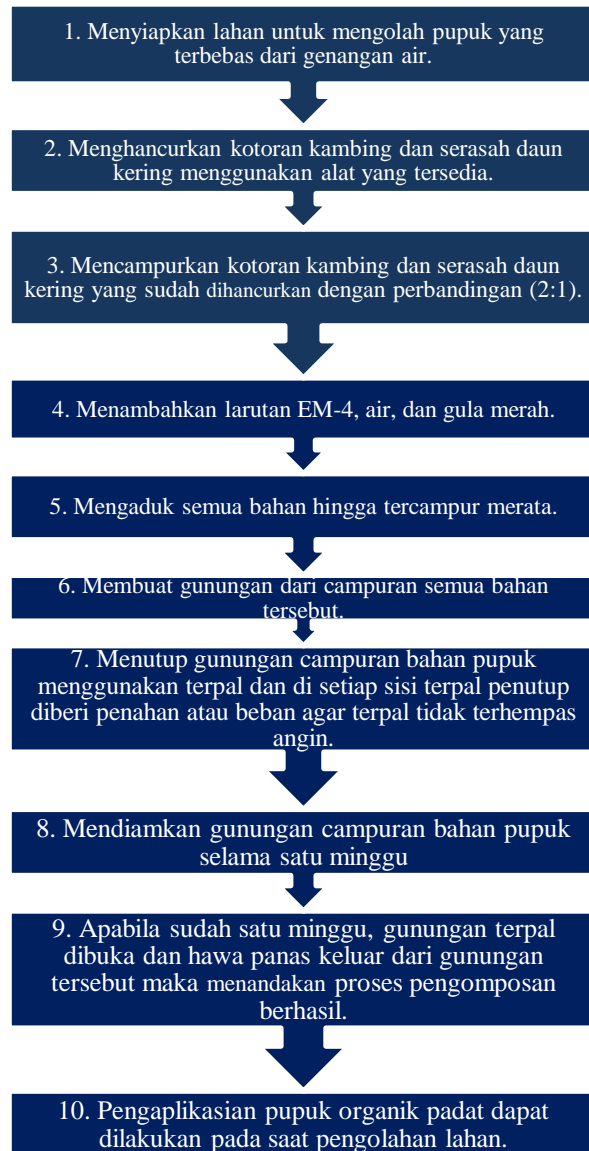 1. Menyiapkan lahan untuk mengolah pupuk yang
terbebas dari genangan air.
2. Menghancurkan kotoran kambing dan serasah daun
kering menggunakan alat yang tersedia.
3. Mencampurkan kotoran kambing dan serasah daun
kering yang sudah dihancurkan dengan perbandingan (2:1).
4. Menambahkan larutan EM-4, air, dan gula merah.
5. Mengaduk semua bahan hingga tercampur merata.
6. Membuat gunungan dari campuran semua bahan
tersebut.
7. Menutup gunungan campuran bahan pupuk
menggunakan terpal dan di setiap sisi terpal penutup
diberi penahan atau beban agar terpal tidak terhempas
angin.
8. Mendiamkan gunungan campuran bahan pupuk
selama satu minggu
9. Apabila sudah satu minggu, gunungan terpal
dibuka dan hawa panas keluar dari gunungan
tersebut maka menandakan proses pengomposan
berhasil.
10. Pengaplikasian pupuk organik padat dapat
dilakukan pada saat pengolahan lahan.